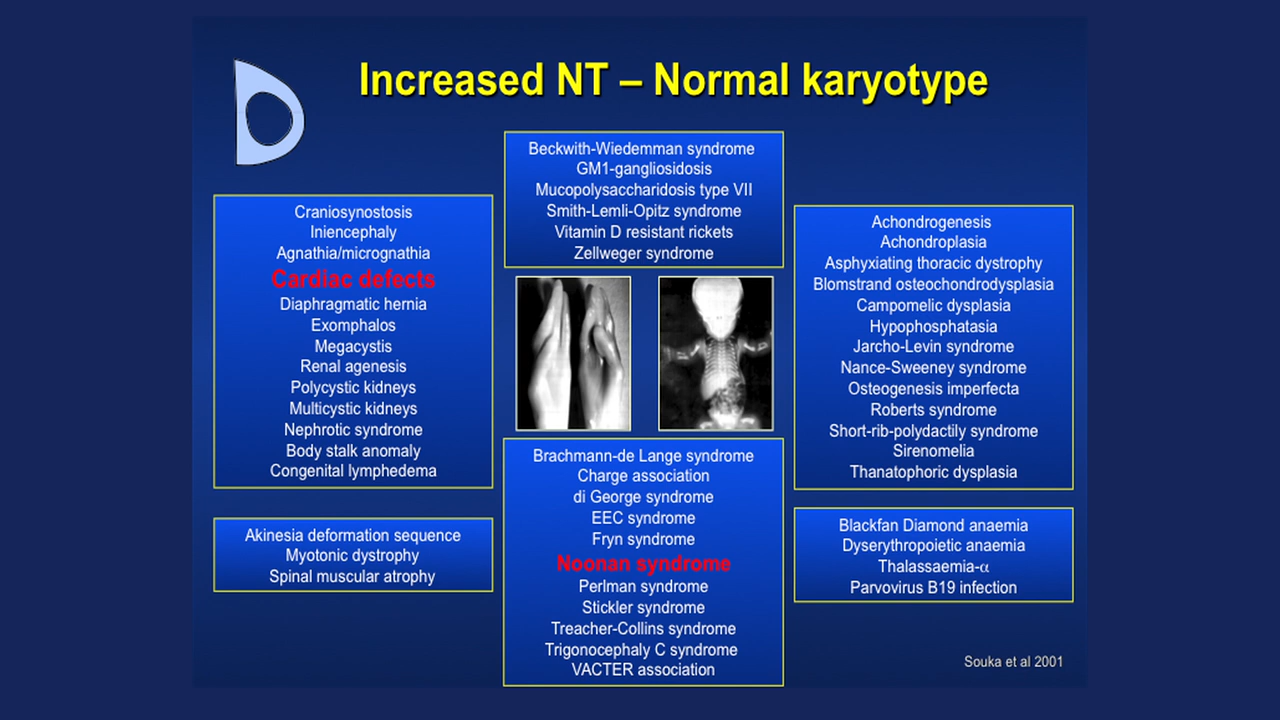 Increased NT – Normal karyotype
Craniosynostosis
Iniencephaly
Agnathia/micrognathia
Cardiac defects
Diaphragmatic hernia
Exomphalos
Megacystis
Renal agenesis
Polycystic kidneys
Multicystic kidneys
Nephrotic syndrome
Body stalk anomaly
Congenital lymphedema
Akinesia deformation sequence
Myotonic dystrophy
Spinal muscular atrophy
Beckwith-Wiedemman syndrome
GM1-gangliosidosis
Mucopolysaccharidosis type VII
Smith-Lemli-Opitz syndrome
Vitamin D resistant rickets
Zellweger syndrome
Brachmann-de Lange syndrome
Charge association
di George syndrome
EEC syndrome
Fryn syndrome
Noonan syndrome
Perlman syndrome
Stickler syndrome
Treacher-Collins syndrome
Trigonocephaly C syndrome
VACTER association
Achondrogenesis
Achondroplasia
Asphyxiating thoracic dystrophy
Blomstrand osteochondrodysplasia
Campomelic dysplasia
Hypophosphatasia
Jarcho-Levin syndrome
Nance-Sweeney syndrome
Osteogenesis imperfecta
Roberts syndrome
Short-rib-polydactily syndrome
Sirenomelia
Thanatophoric dysplasia
Blackfan Diamond anaemia
Dyserythropoietic anaemia
Thalassaemia-α
Parvovirus B19 infection
Souka et al 2001